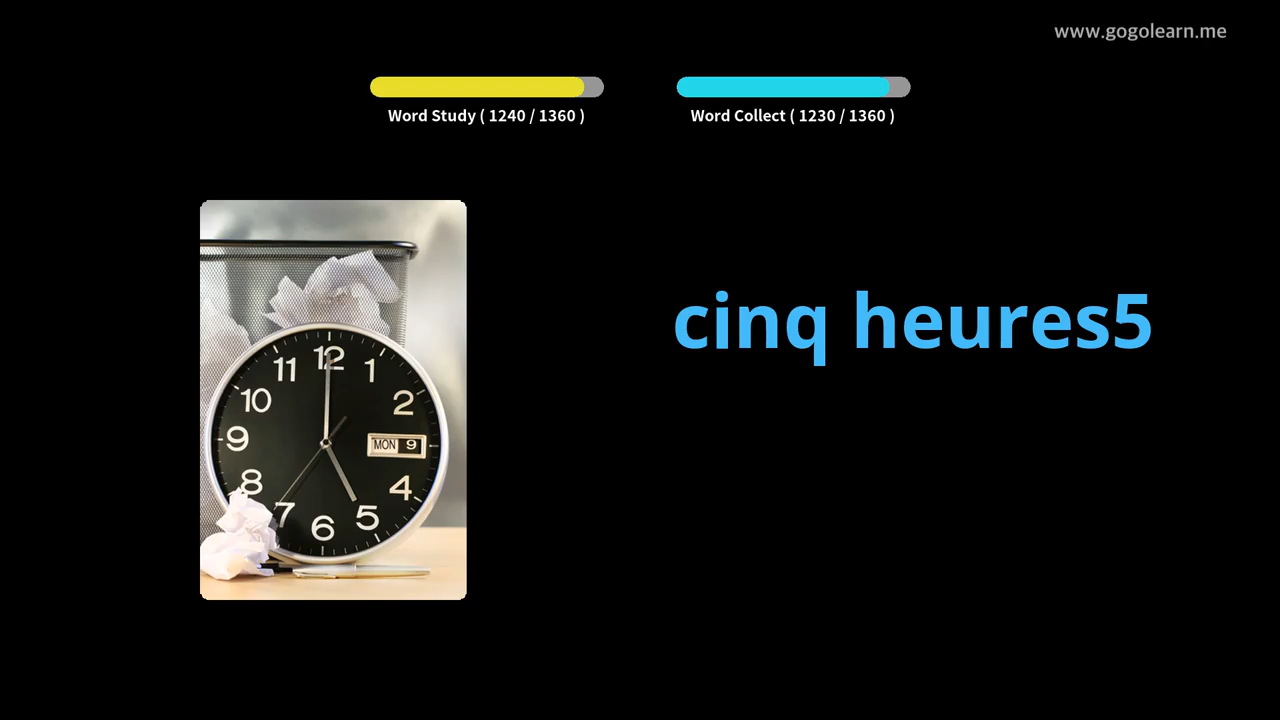 www.gogolearn.me
Word Study ( 1240 / 1360 )
Word Collect ( 1230 / 1360 )
cinq heures5
12
1
2
3
4
5
6
7
8
9
10
11
MON 9